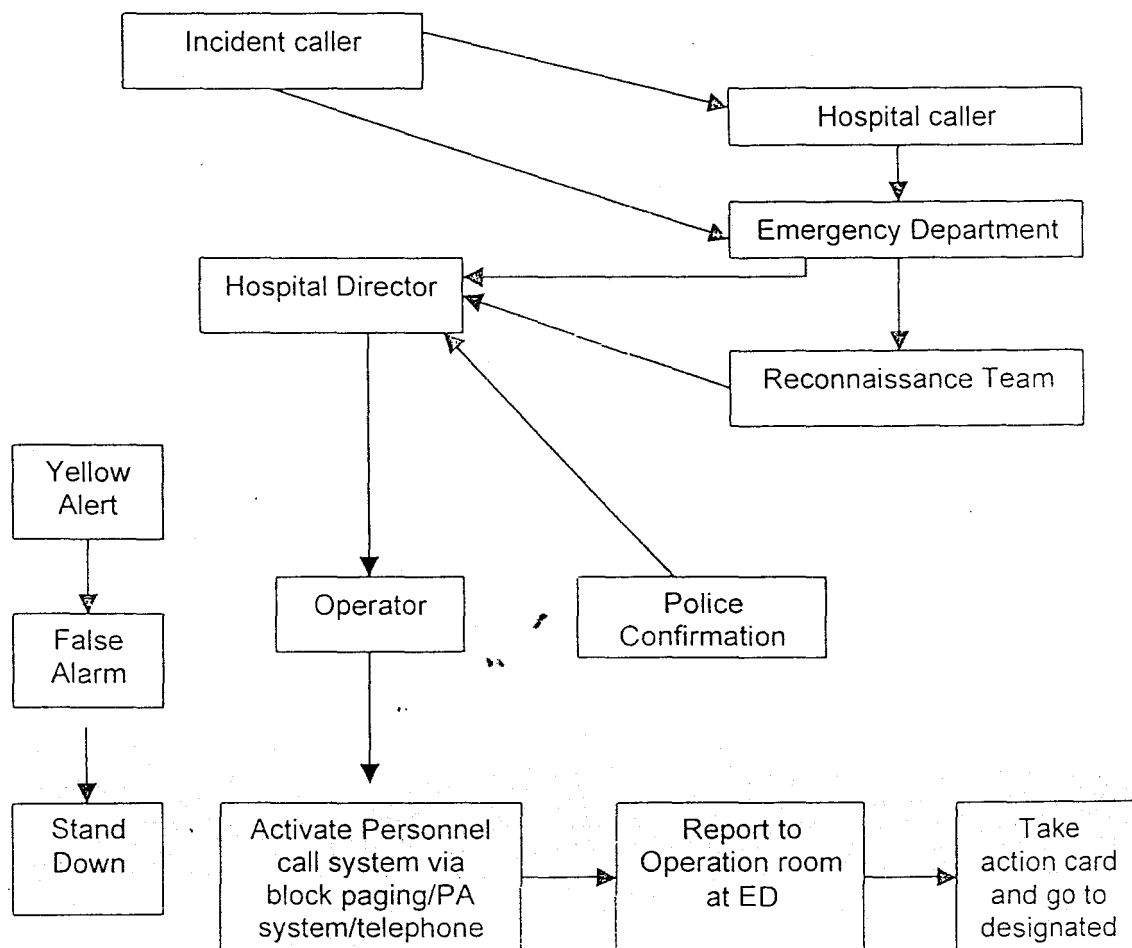 Incident caller
Hospital caller
Emergency Department
Hospital Director
Reconnaissance Team
Yellow
Alert
Operator
Police
Confirmation
False
Alarm
Stand
Down
Activate Personnel
call system via
block paging/PA
system/telephone
Report to
Operation room
at ED
Take
action card
and go to
designated